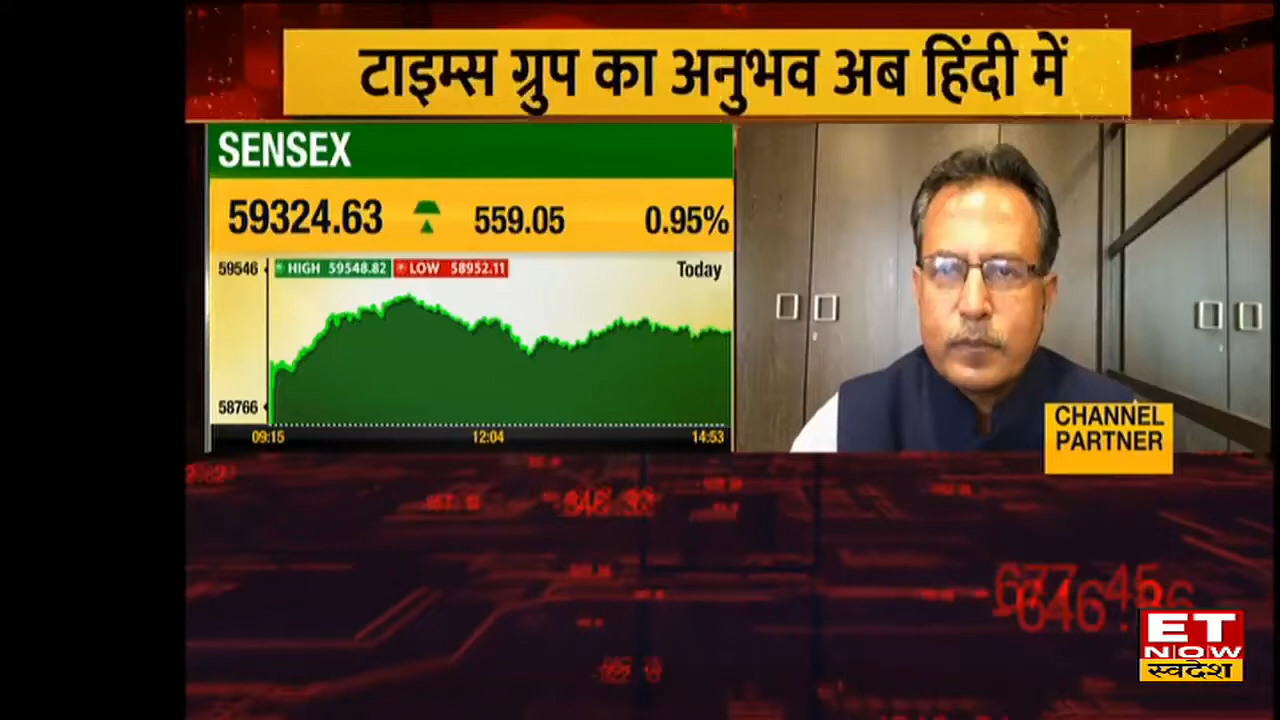 टाइम्स ग्रुप का अनुभव अब हिंदी में
SENSEX
59324.63 559.05 0.95%
59546 HIGH 59548.82 LOW 58952.11 Today
58766
09:15 12:04 14:53
CHANNEL
PARTNER
ET
NOW
स्वदेश